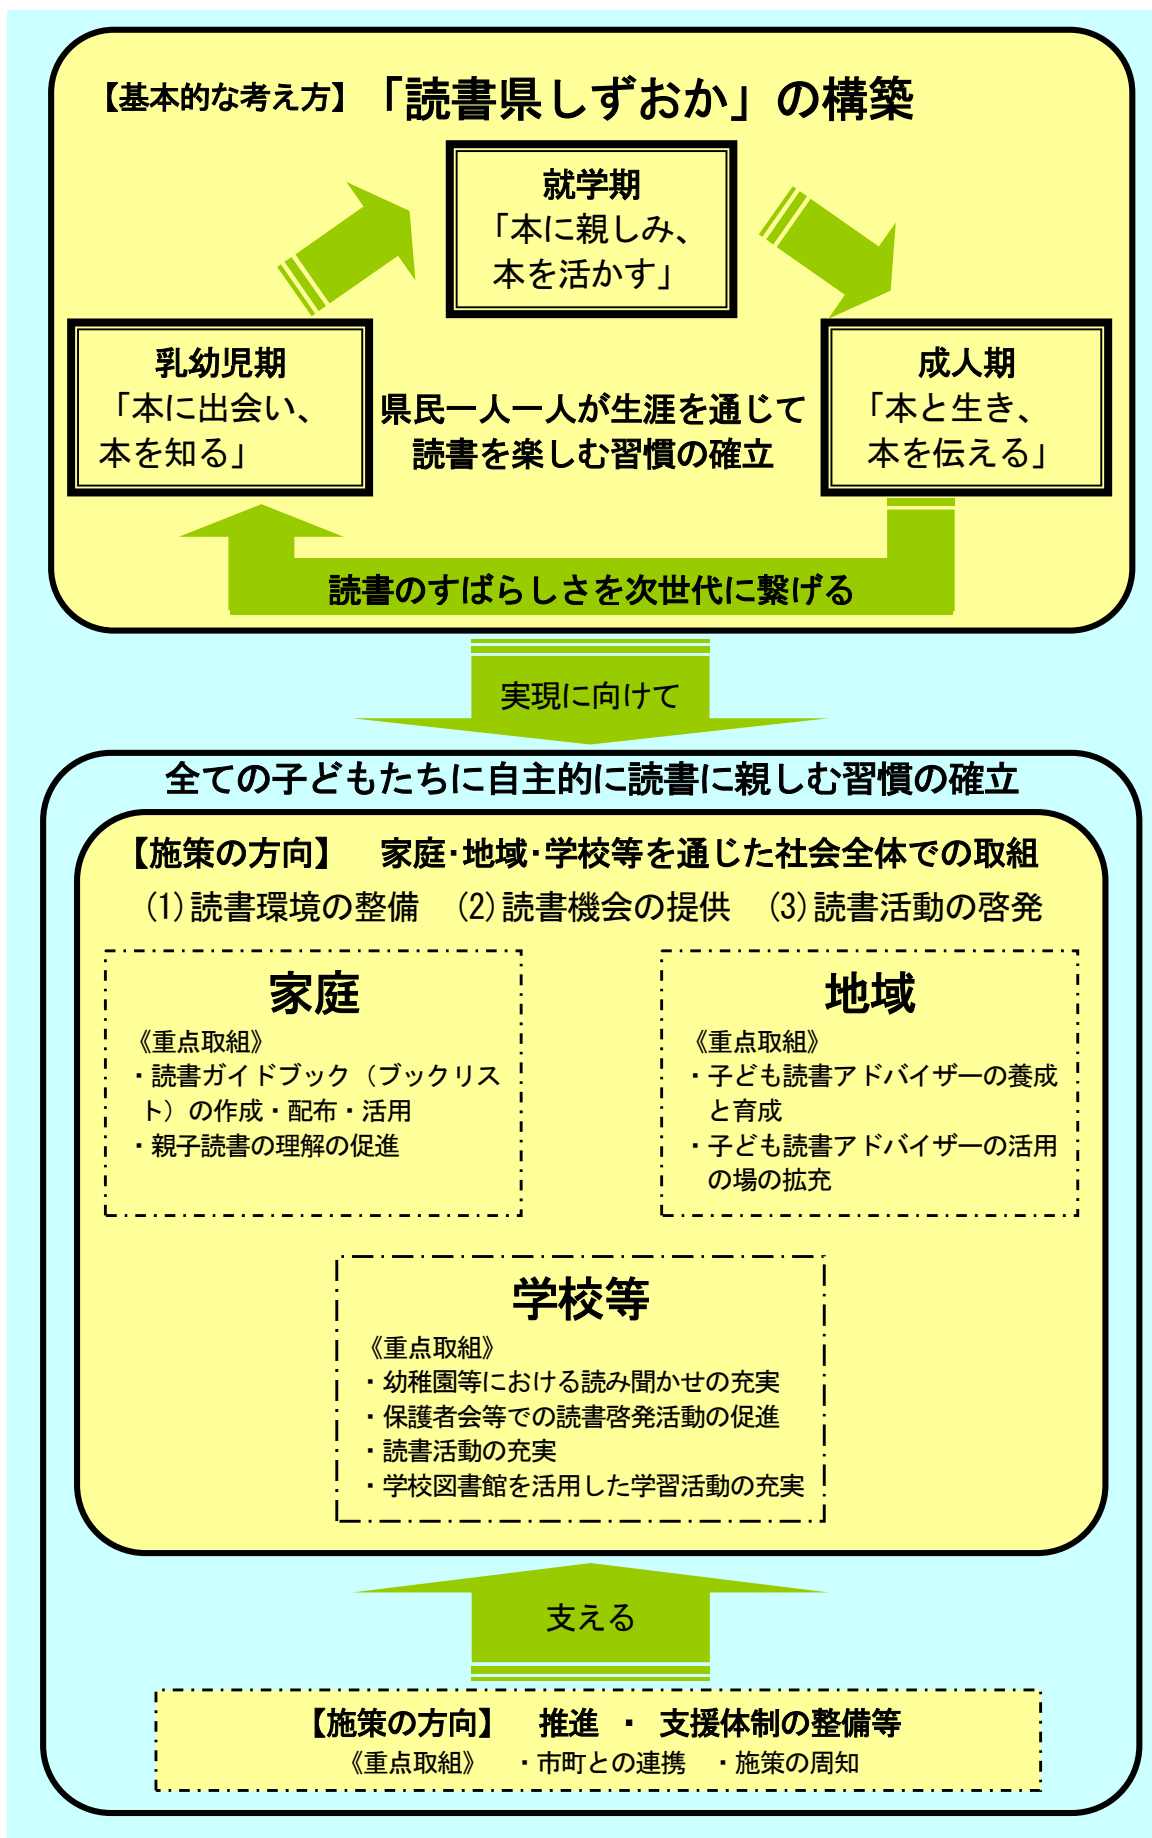 【基本的な考え方】「読書県しずおか」の構築
就学期
「本に親しみ、
本を活かす」
乳幼児期
「本に出会い、
本を知る」
県民一人一人が生涯を通じて
読書を楽しむ習慣の確立
成人期
「本と生き、
本を伝える」
読書のすばらしさを次世代に繋げる
実現に向けて
全ての子どもたちに自主的に読書に親しむ習慣の確立
【施策の方向】　家庭･地域･学校等を通じた社会全体での取組
(1)読書環境の整備　(2)読書機会の提供　(3)読書活動の啓発
家庭
《重点取組》
・読書ガイドブック（ブックリス
ト）の作成・配布・活用
・親子読書の理解の促進
地域
《重点取組》
・子ども読書アドバイザーの養成
と育成
・子ども読書アドバイザーの活用
の場の拡充
学校等
《重点取組》
・幼稚園等における読み聞かせの充実
・保護者会等での読書啓発活動の促進
・読書活動の充実
・学校図書館を活用した学習活動の充実
支える
【施策の方向】　推進 ・ 支援体制の整備等
《重点取組》　・市町との連携　・施策の周知